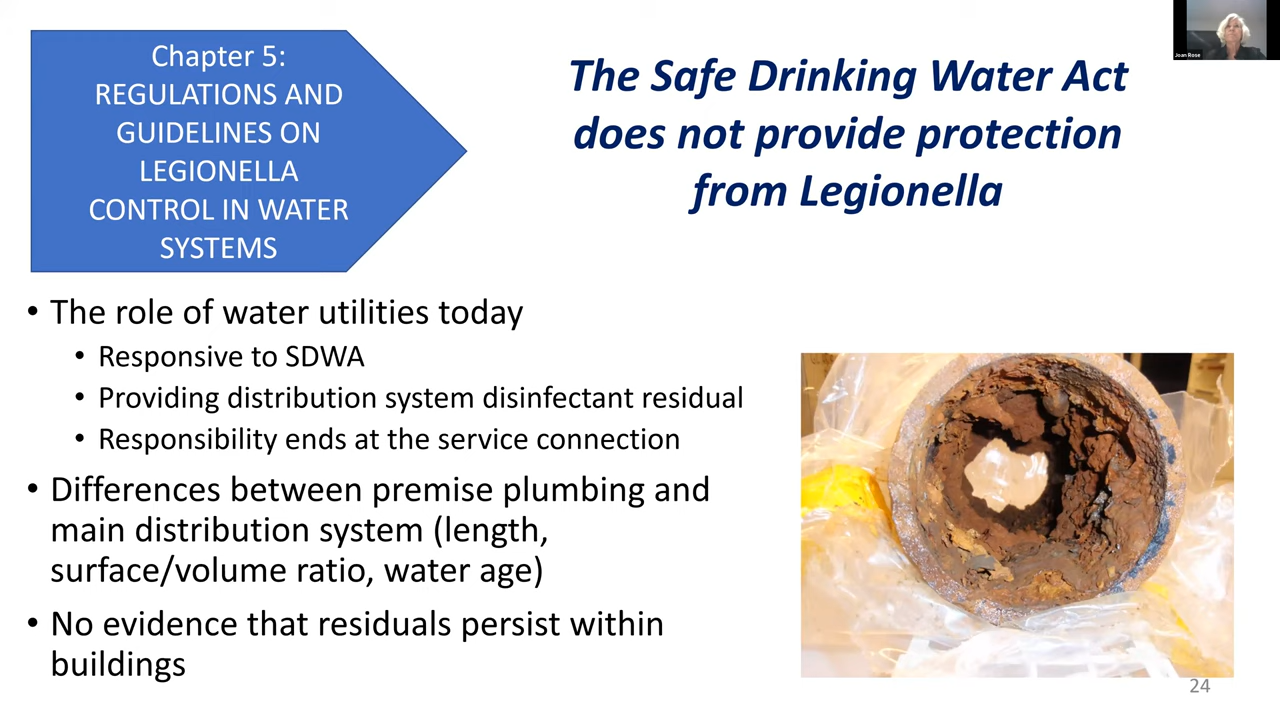 Chapter 5:
REGULATIONS AND
GUIDELINES ON
LEGIONELLA
CONTROL IN WATER
SYSTEMS
The Safe Drinking Water Act
does not provide protection
from Legionella
Joan Rose
• The role of water utilities today
• Responsive to SDWA
• Providing distribution system disinfectant residual
• Responsibility ends at the service connection
• Differences between premise plumbing and
main distribution system (length,
surface/volume ratio, water age)
• No evidence that residuals persist within
buildings
24